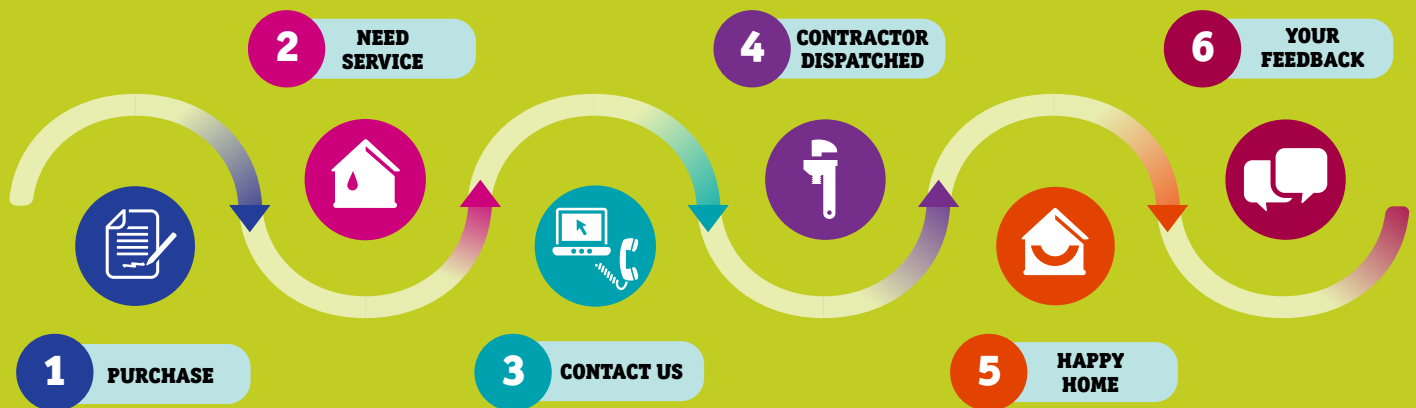 1
PURCHASE
2
NEED
SERVICE
3
CONTACT US
4
CONTRACTOR
DISPATCHED
5
HAPPY
HOME
6
YOUR
FEEDBACK